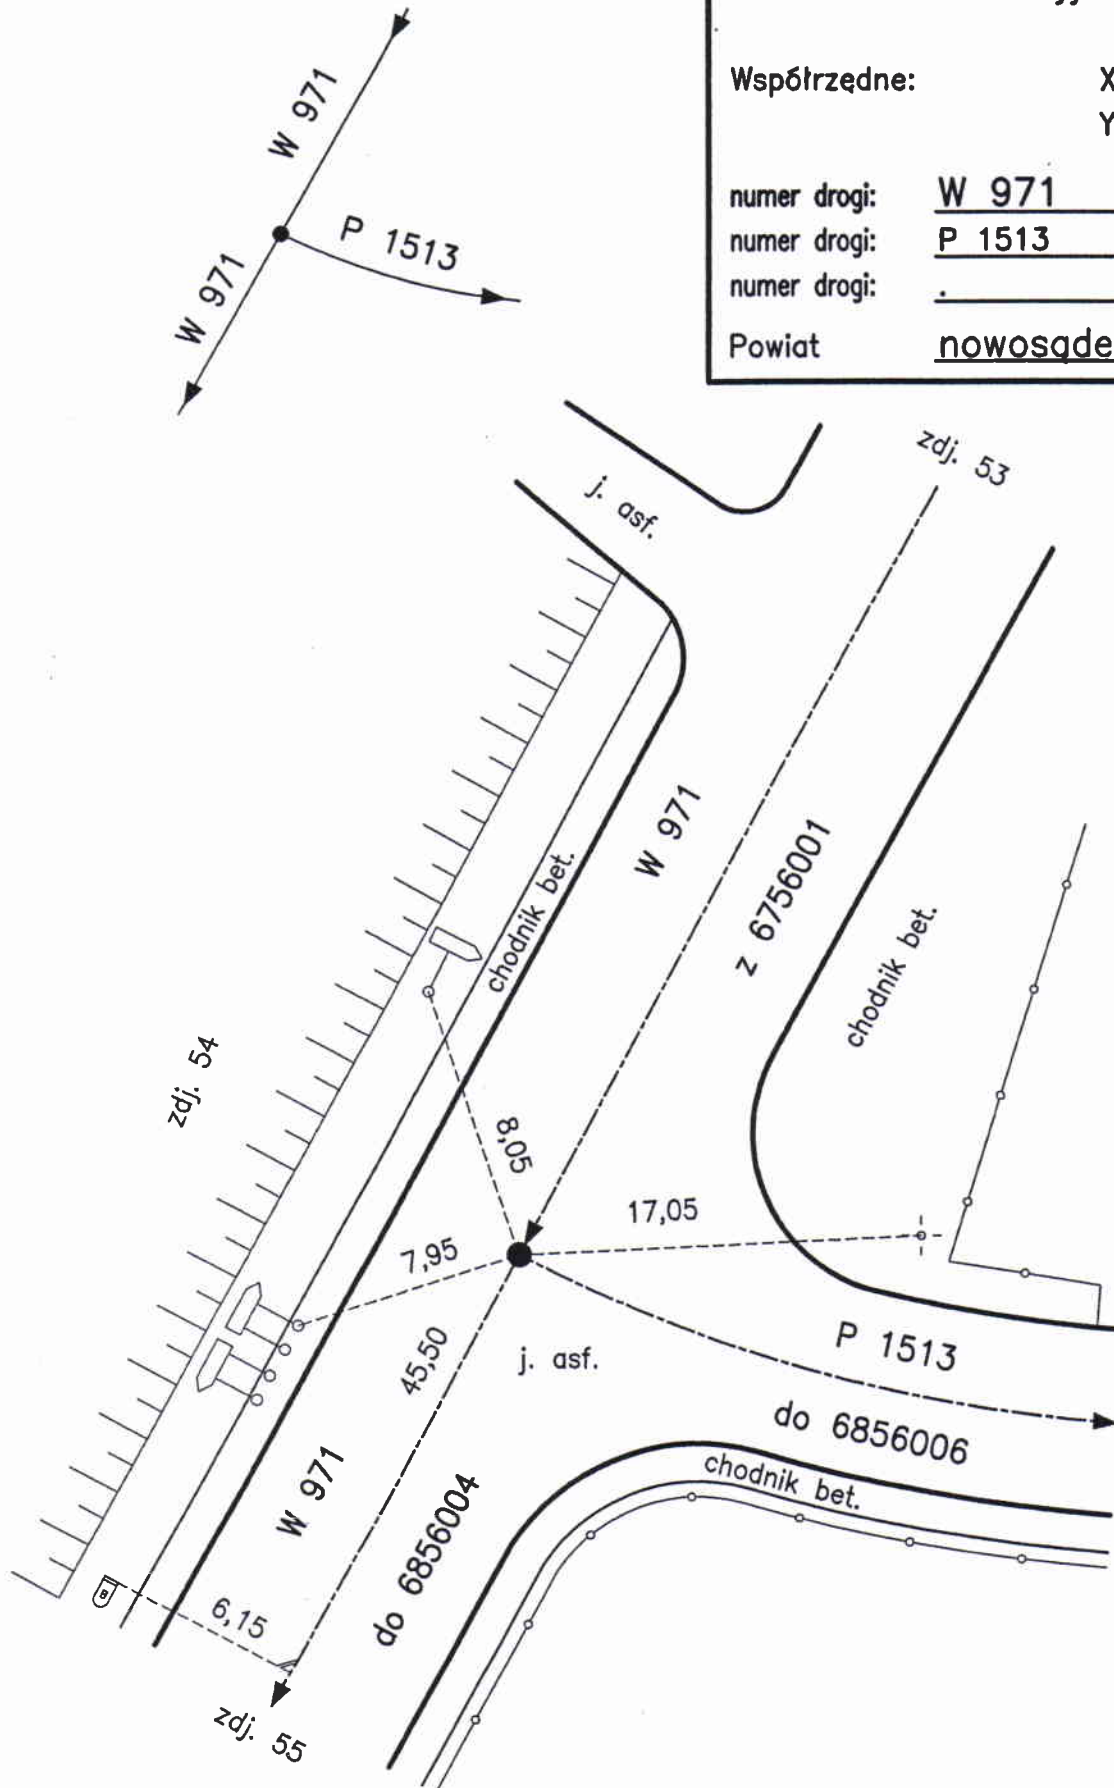 W 971
W 971
P 1513
Współrzędne:
X
Y
numer drogi: W 971
numer drogi: P 1513
numer drogi: .
Powiat
zdj. 53
j. asf.
W 971
z 6756001
chodnik bet.
chodnik bet.
zdj. 54
8,05
17,05
7,95
45,50
j. asf.
P 1513
do 6856006
chodnik bet.
W 971
do 6856004
6,15
zdj. 55